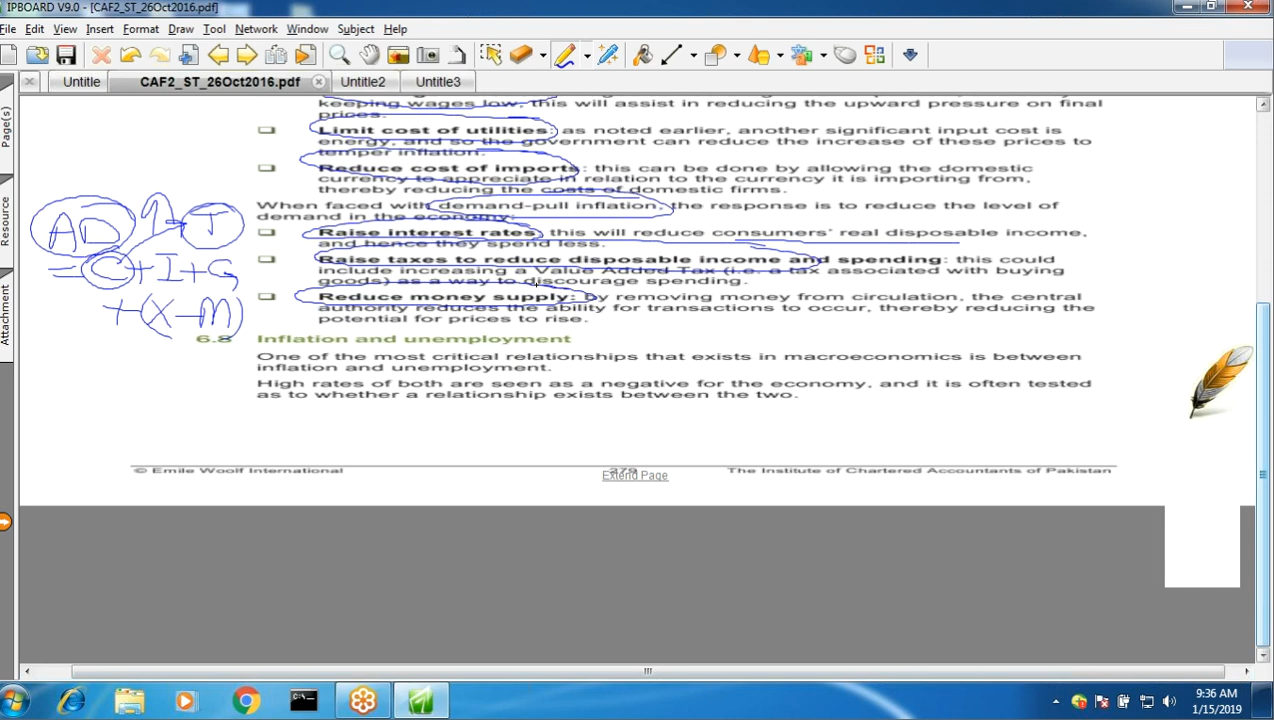 IPBOARD V9.0 - [CAF2_ST_26Oct2016.pdf]
File Edit View Insert Format Draw Tool Network Window Subject Help
Untitle CAF2_ST_26Oct2016.pdf Untitle2 Untitle3
Page(s)
Resource
Attachment
keeping wages low, this will assist in reducing the upward pressure on final
prices.
Limit cost of utilities: as noted earlier, another significant input cost is
energy, and so the government can reduce the increase of these prices to
temper inflation.
Reduce cost of imports: this can be done by allowing the domestic
currency to appreciate in relation to the currency it is importing from,
thereby reducing the costs of domestic firms.
When faced with demand-pull inflation, the response is to reduce the level of
demand in the economy:
Raise interest rates: this will reduce consumers' real disposable income,
and hence they spend less.
Raise taxes to reduce disposable income and spending: this could
include increasing a Value Added Tax (i.e. a tax associated with buying
goods) as a way to discourage spending.
Reduce money supply: by removing money from circulation, the central
authority reduces the ability for transactions to occur, thereby reducing the
potential for prices to rise.
AD
= C + I + G
+ (X - M)
6.8 Inflation and unemployment
One of the most critical relationships that exists in macroeconomics is between
inflation and unemployment.
High rates of both are seen as a negative for the economy, and it is often tested
as to whether a relationship exists between the two.
© Emile Woolf International 279 The Institute of Chartered Accountants of Pakistan
Extend Page
9:36 AM
1/15/2019